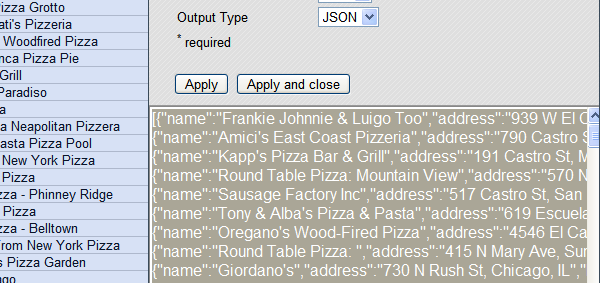 izza Grotto
ati's Pizzeria
Woodfired Pizza
nca Pizza Pie
Grill
Paradiso
a
a Neapolitan Pizzera
asta Pizza Pool
New York Pizza
Pizza
zza - Phinney Ridge
Pizza
zza - Belltown
From New York Pizza
s Pizza Garden
ago
Output Type
JSON
* required
Apply
Apply and close
[{"name":"Frankie Johnnie & Luigo Too","address":"939 W El C
{"name":"Amici's East Coast Pizzeria","address":"790 Castro S
{"name":"Kapp's Pizza Bar & Grill","address":"191 Castro St, M
{"name":"Round Table Pizza: Mountain View","address":"570 N
{"name":"Sausage Factory Inc","address":"517 Castro St, San
{"name":"Tony & Alba's Pizza & Pasta","address":"619 Escuela
{"name":"Oregano's Wood-Fired Pizza","address":"4546 El Ca
{"name":"Round Table Pizza: ","address":"415 N Mary Ave, Sun
{"name":"Giordano's","address":"730 N Rush St, Chicago, IL","